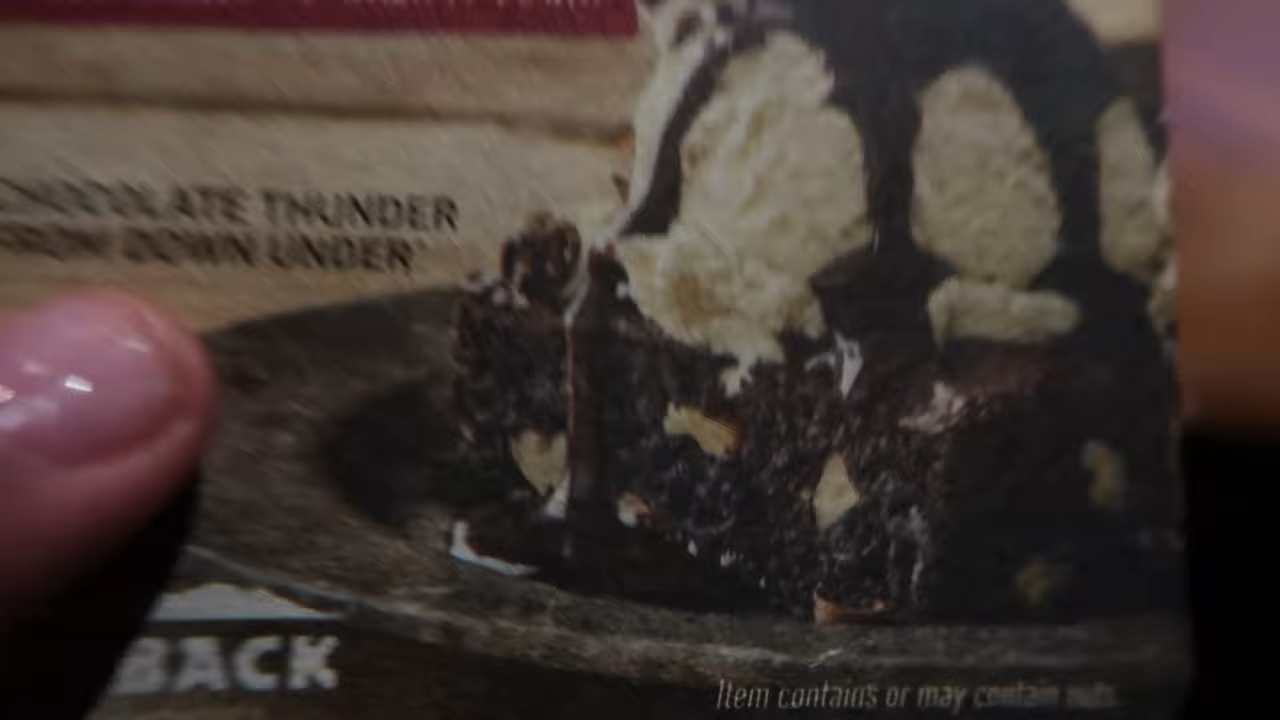 CHOCOLATE THUNDER
FROM DOWN UNDER
BACK
Item contains or may contain nuts.